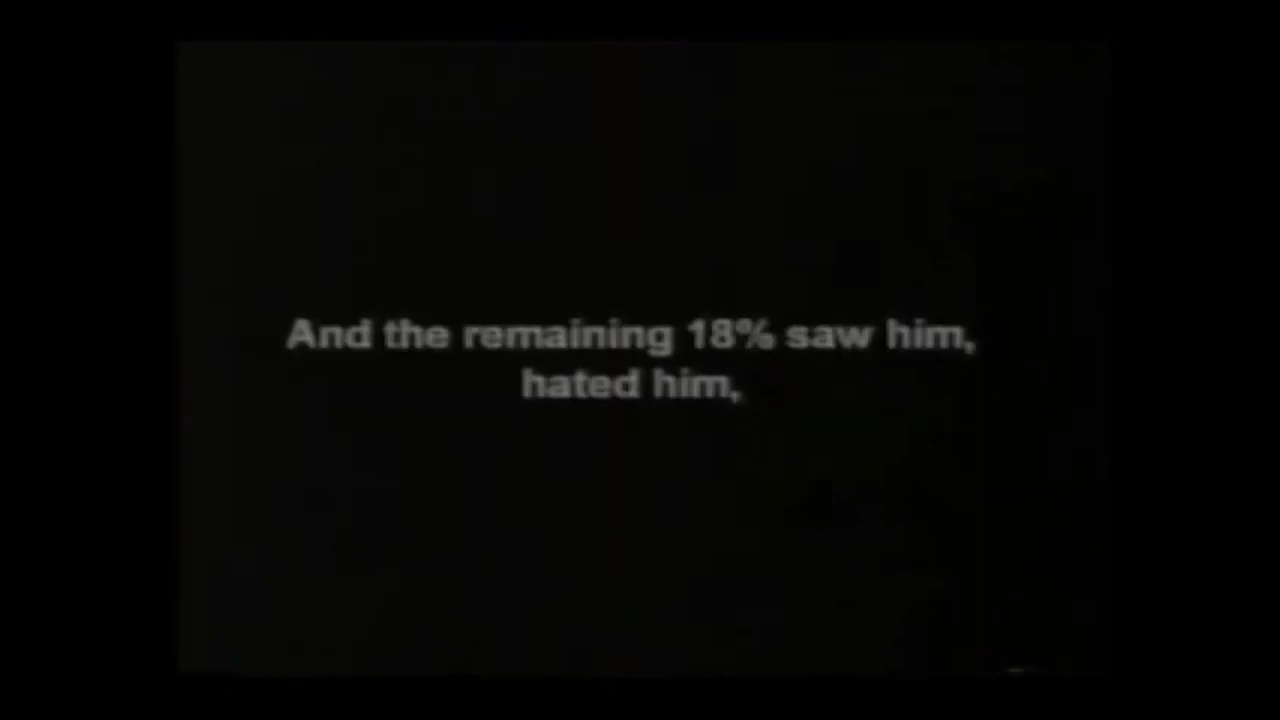 And the remaining 18% saw him,
hated him,